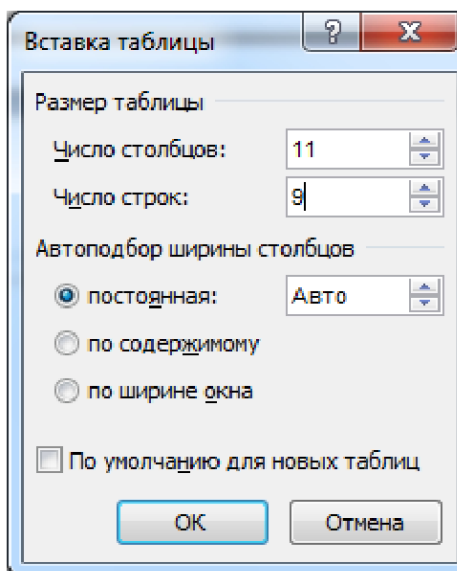 Вставка таблицы
Размер таблицы
Число столбцов: 11
Число строк: 9
Автоподбор ширины столбцов
постоянная: Авто
по содержимому
по ширине окна
По умолчанию для новых таблиц
ОК Отмена